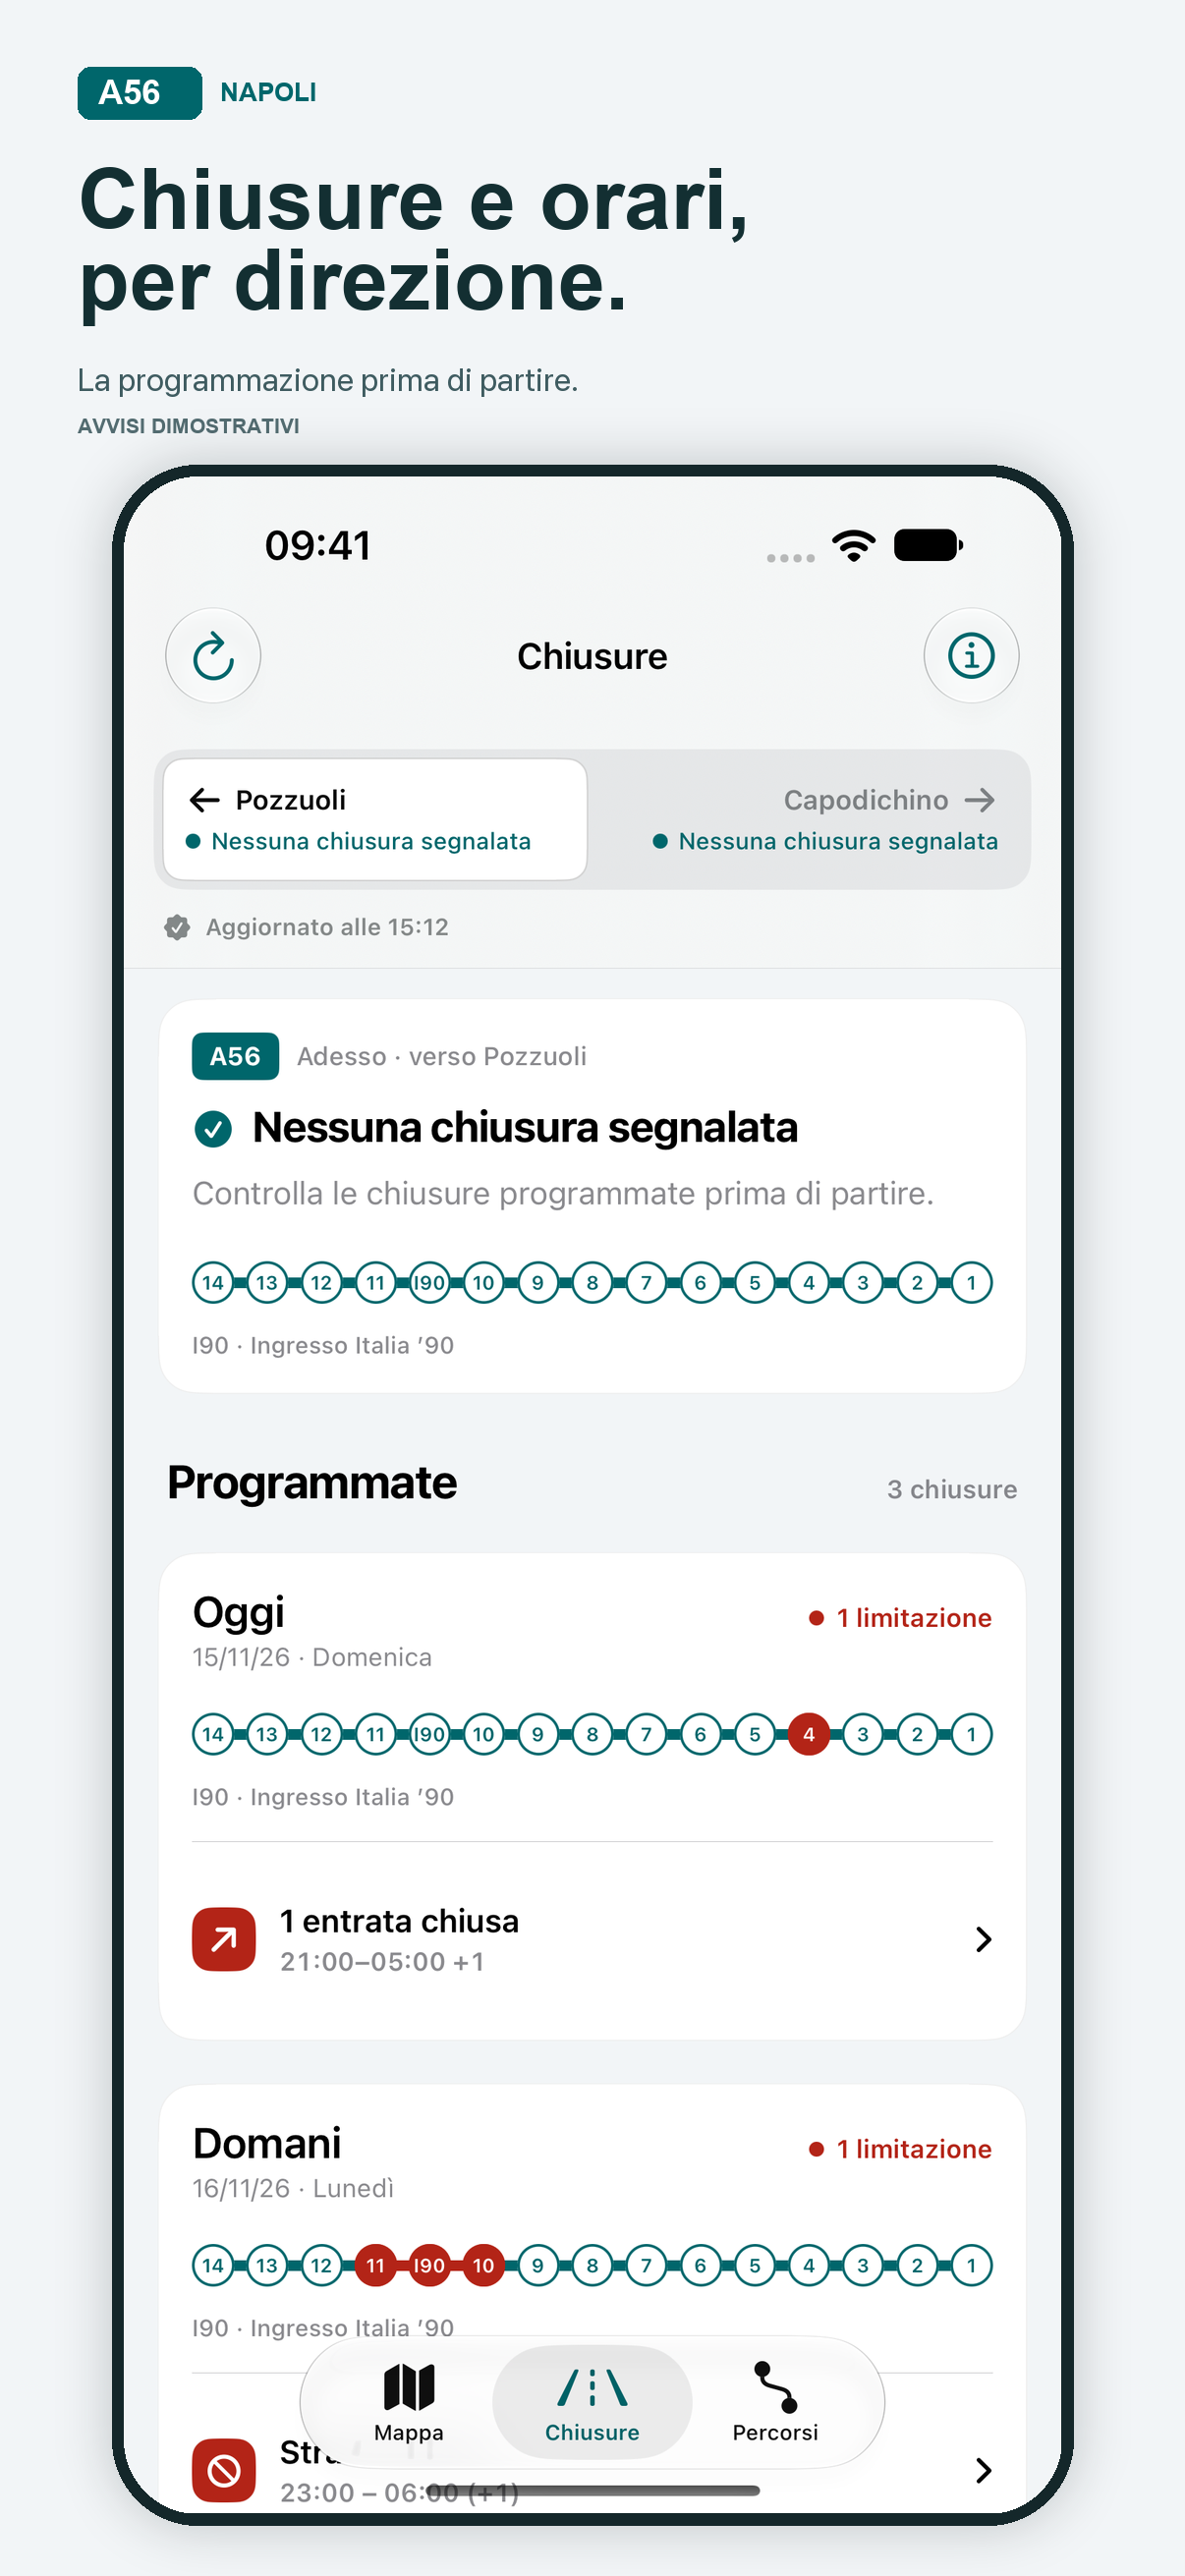 A56 NAPOLI
Chiusure e orari,
per direzione.
La programmazione prima di partire.
AVVISI DIMOSTRATIVI
09:41
Chiusure
← Pozzuoli
Nessuna chiusura segnalata
Capodichino →
Nessuna chiusura segnalata
Aggiornato alle 15:12
A56 Adesso · verso Pozzuoli
Nessuna chiusura segnalata
Controlla le chiusure programmate prima di partire.
14 13 12 11 I90 10 9 8 7 6 5 4 3 2 1
I90 · Ingresso Italia ’90
Programmate 3 chiusure
Oggi 1 limitazione
15/11/26 · Domenica
14 13 12 11 I90 10 9 8 7 6 5 4 3 2 1
I90 · Ingresso Italia ’90
1 entrata chiusa
21:00–05:00 +1
Domani 1 limitazione
16/11/26 · Lunedì
14 13 12 11 I90 10 9 8 7 6 5 4 3 2 1
I90 · Ingresso Italia ’90
23:00 – 06:00 (+1)
Mappa Chiusure Percorsi